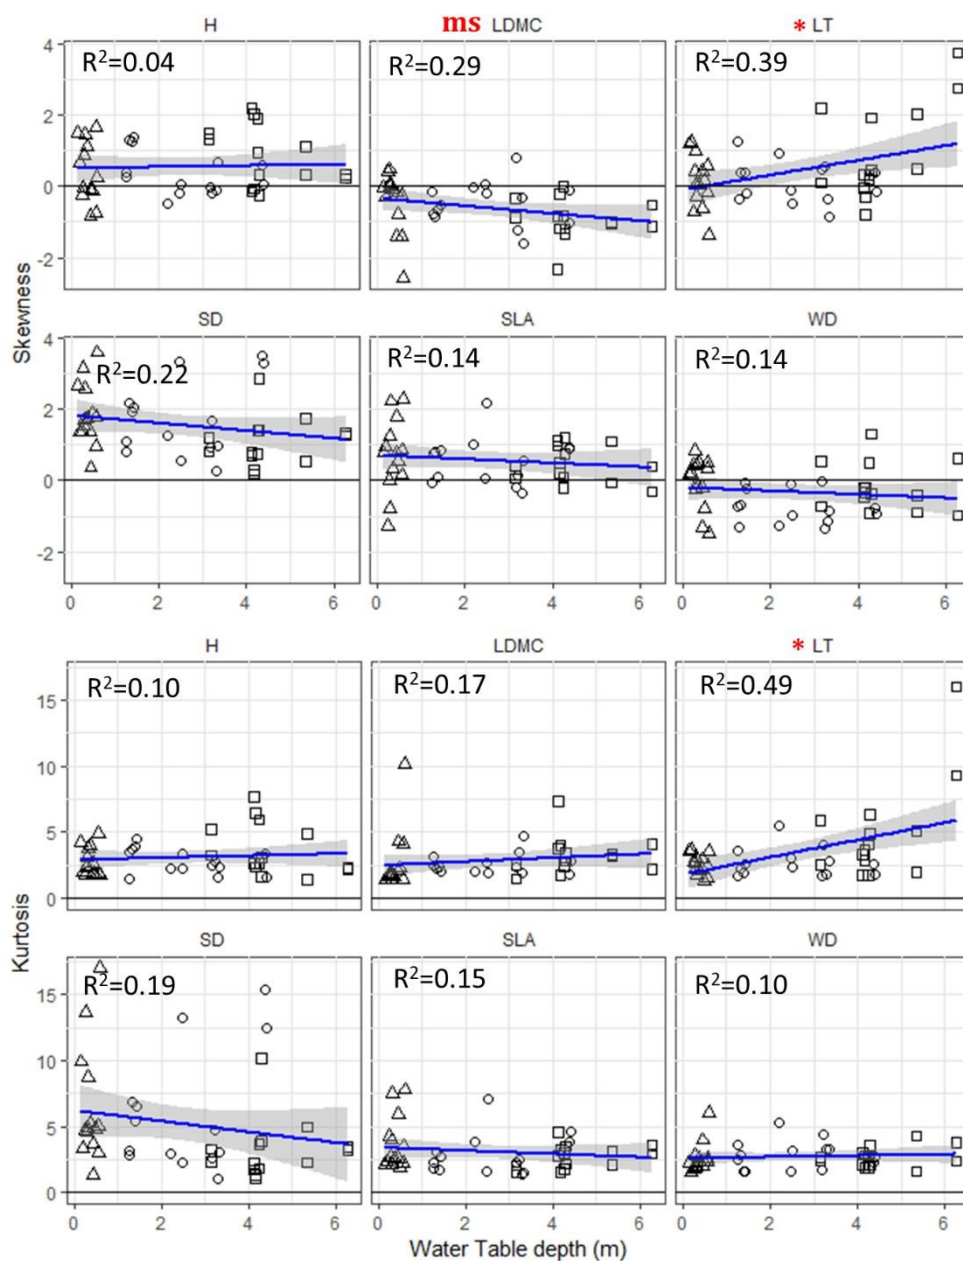 H
ms LDMC
* LT
R²=0.04
R²=0.29
R²=0.39
4
2
0
-2
SD
SLA
WD
R²=0.22
R²=0.14
R²=0.14
4
2
0
-2
Skewness
0 2 4 6
0 2 4 6
0 2 4 6
H
LDMC
* LT
R²=0.10
R²=0.17
R²=0.49
15
10
5
0
SD
SLA
WD
R²=0.19
R²=0.15
R²=0.10
15
10
5
0
Kurtosis
0 2 4 6
0 2 4 6
0 2 4 6
Water Table depth (m)